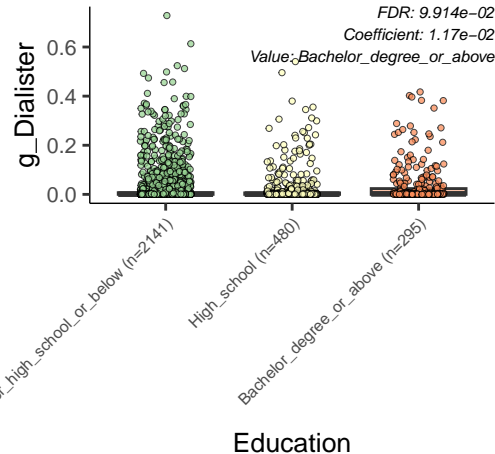 FDR: 9.914e−02
Coefficient: 1.17e−02
Value: Bachelor_degree_or_above
g_Dialister
0.6
0.4
0.2
0.0
or_high_school_or_below (n=2141)
High_school (n=480)
Bachelor_degree_or_above (n=295)
Education